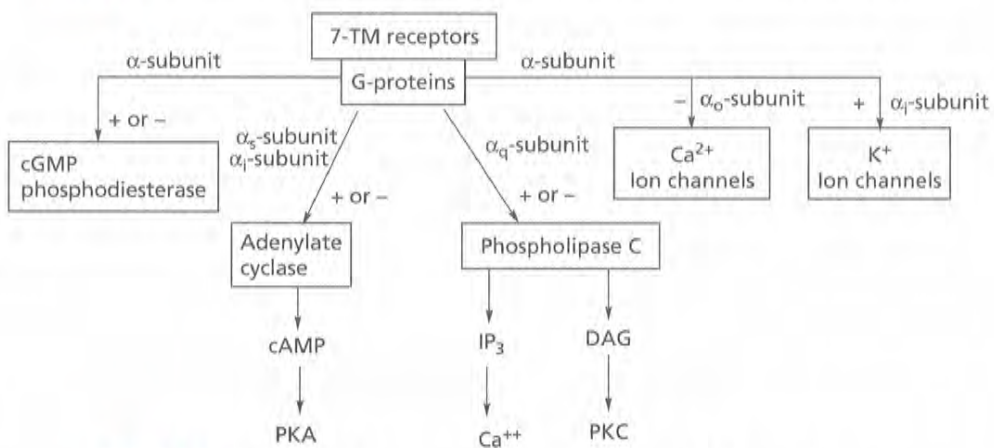 7-TM receptors
G-proteins
α-subunit
α-subunit
+ or –
cGMP
phosphodiesterase
αₛ-subunit
αᵢ-subunit
+ or –
Adenylate
cyclase
cAMP
PKA
α_q-subunit
+ or –
Phospholipase C
IP₃
DAG
Ca⁺⁺
PKC
– αₒ-subunit
Ca²⁺
Ion channels
+ αᵢ-subunit
K⁺
Ion channels